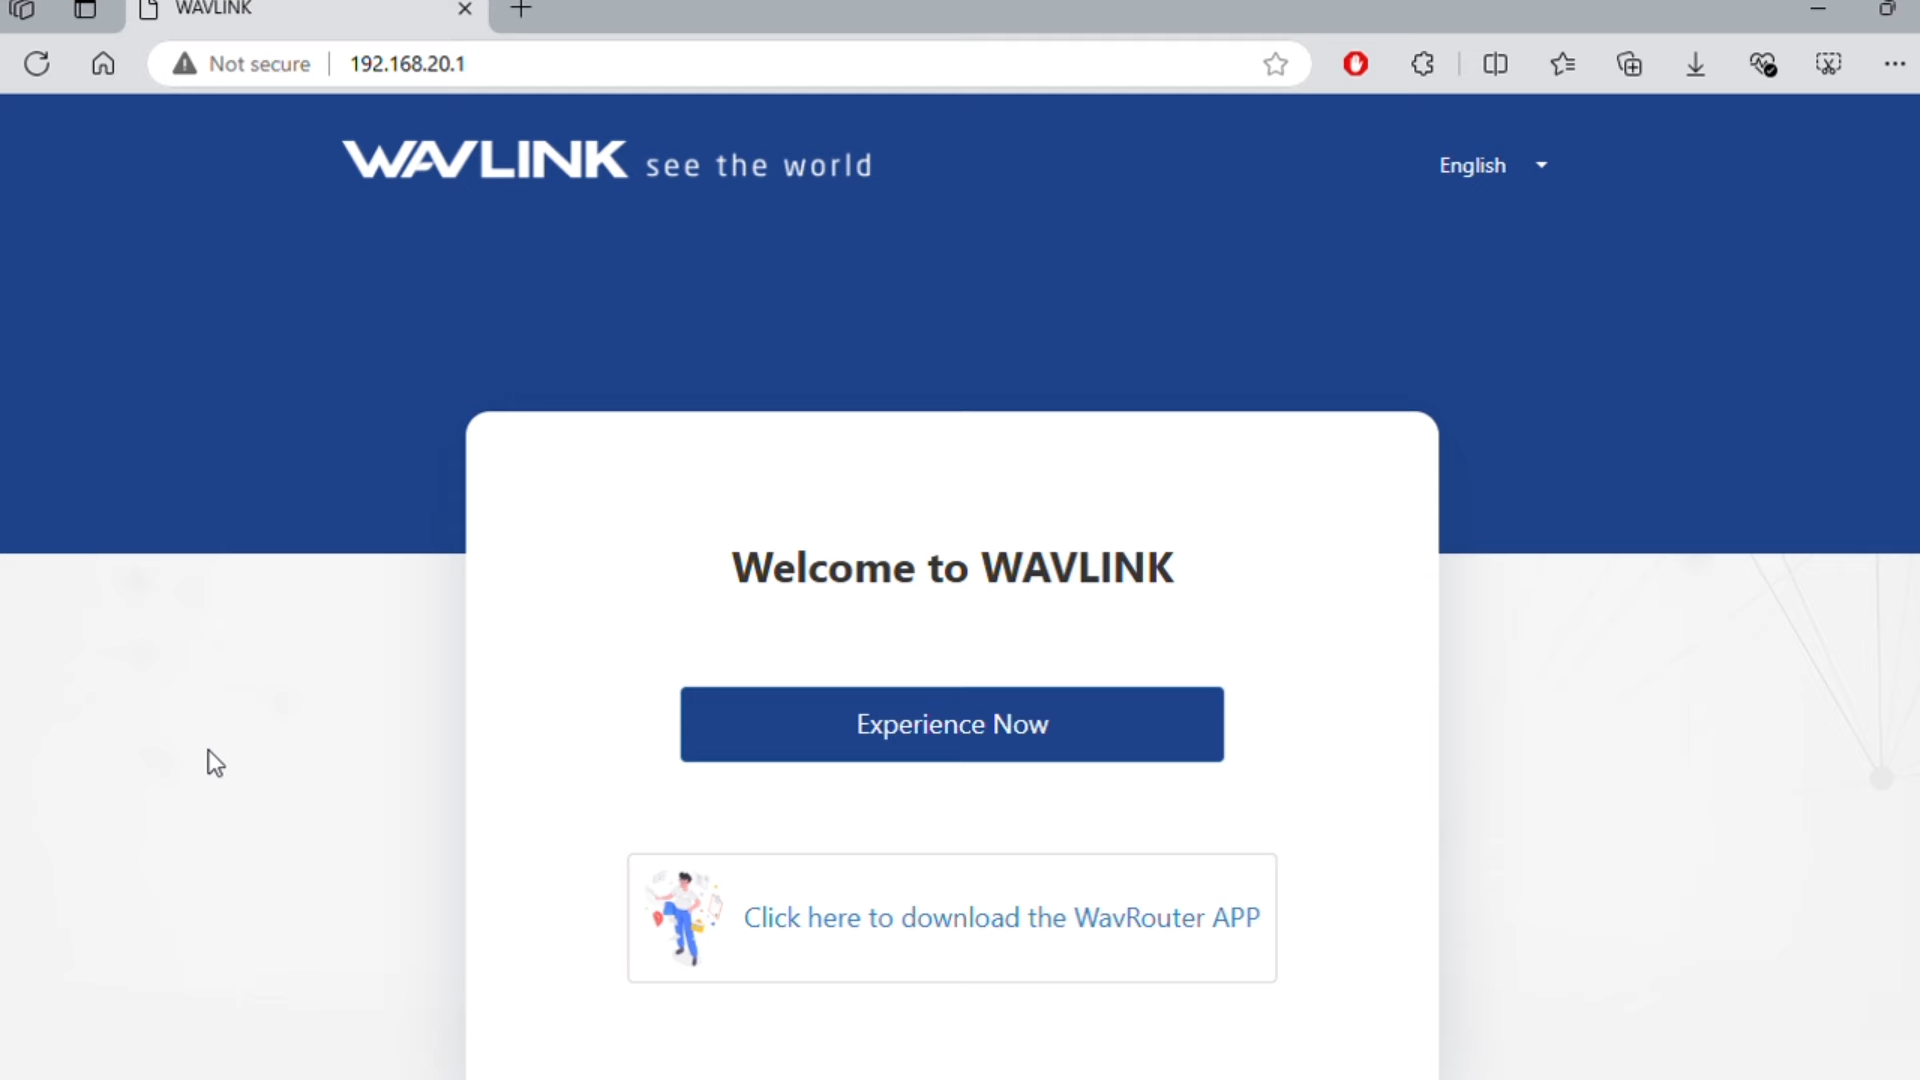 WAVLINK
Not secure 192.168.20.1
WAVLINK see the world
English
Welcome to WAVLINK
Experience Now
Click here to download the WavRouter APP